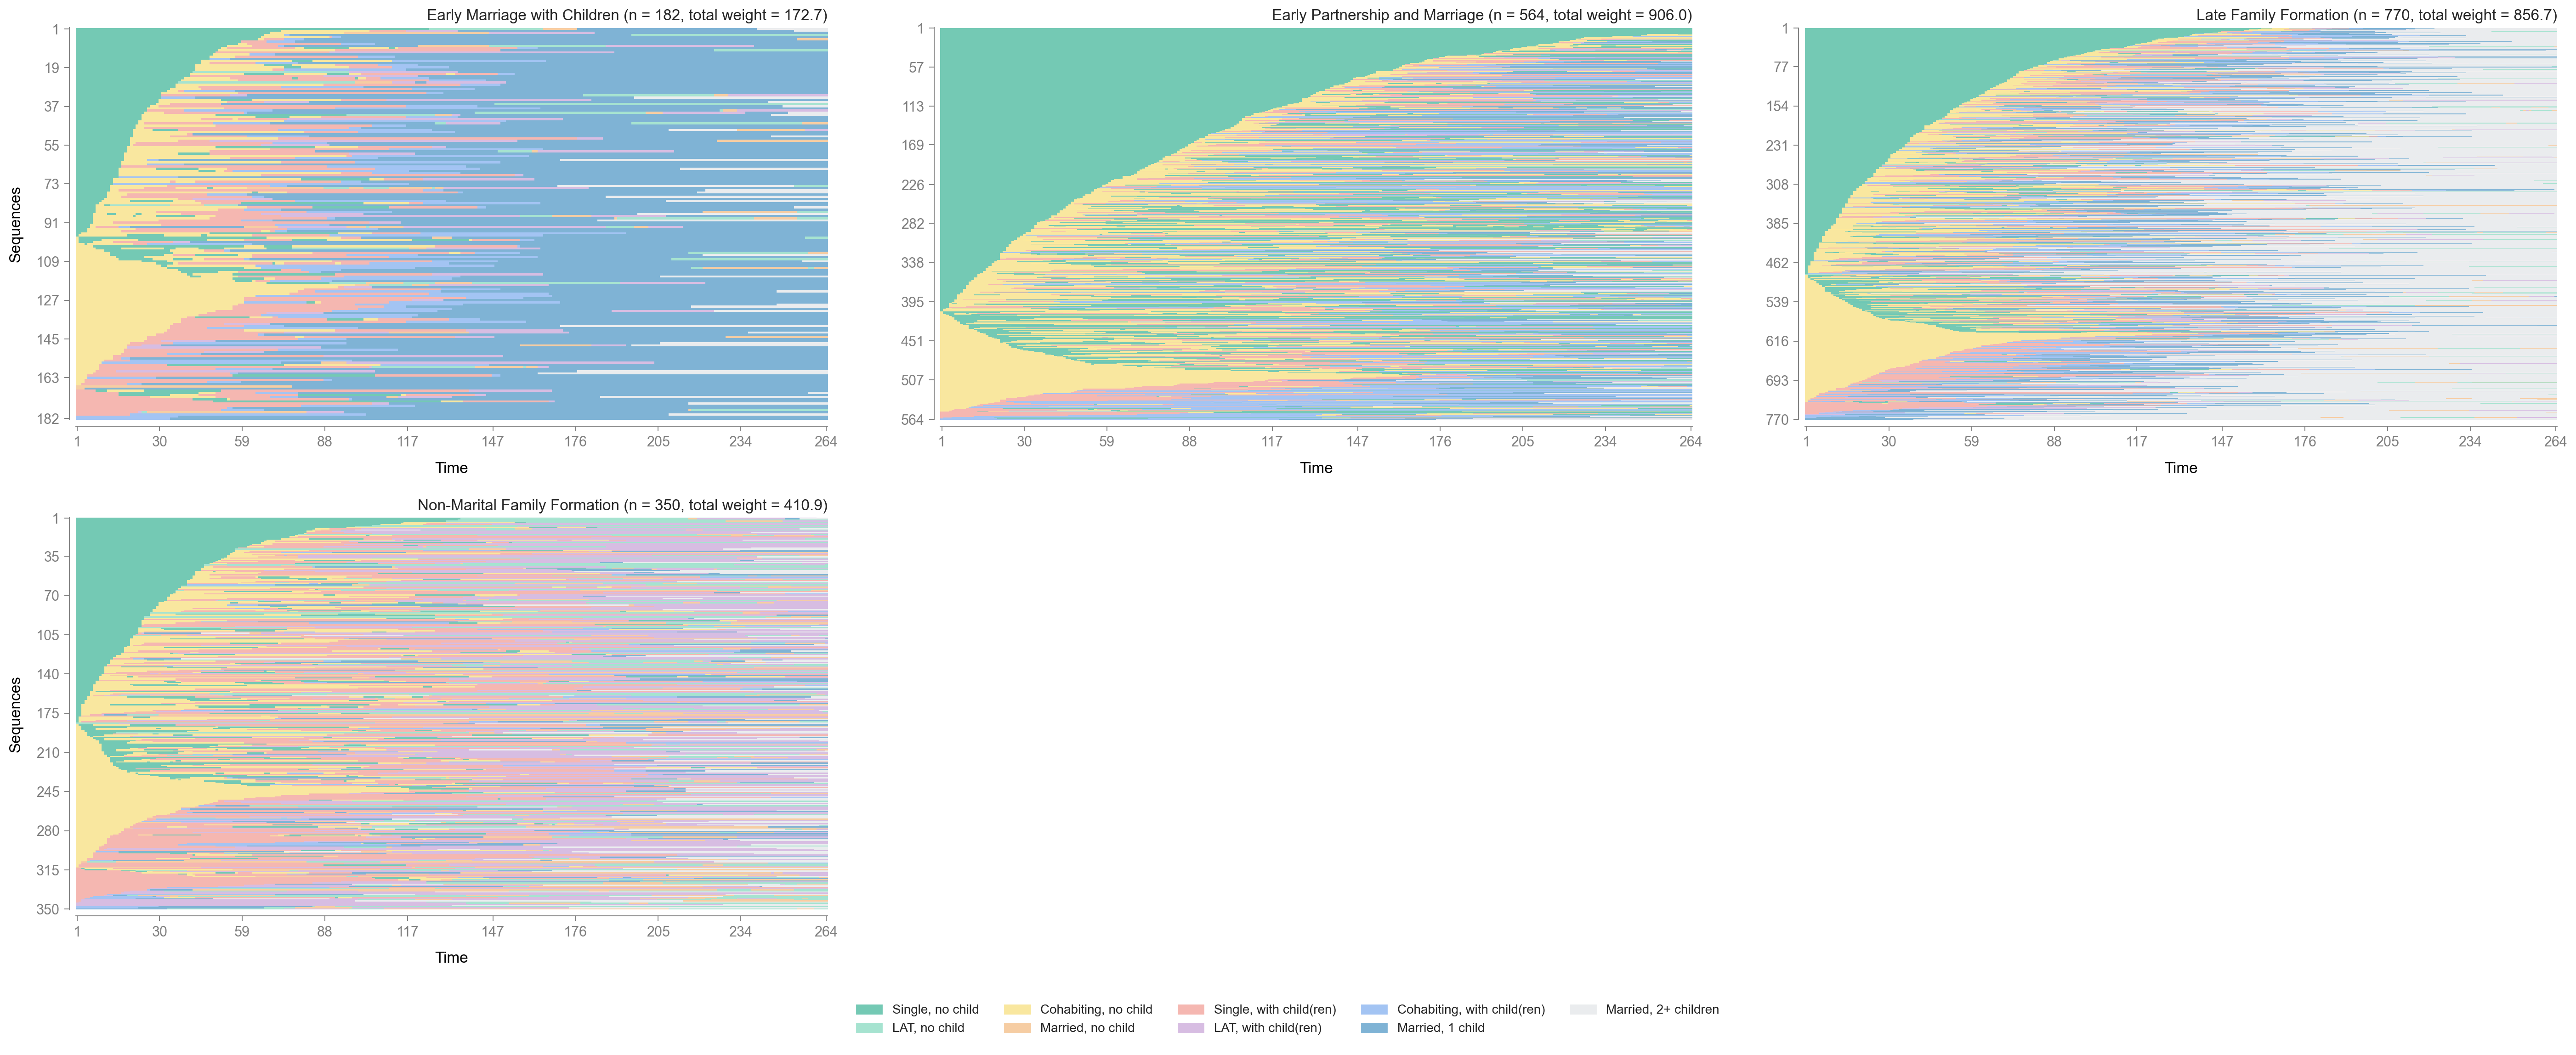 Early Marriage with Children (n = 182, total weight = 172.7)
Sequences
1
19
37
55
73
91
109
127
145
163
182
1 30 59 88 117 147 176 205 234 264
Time
Early Partnership and Marriage (n = 564, total weight = 906.0)
1
57
113
169
226
282
338
395
451
507
564
1 30 59 88 117 147 176 205 234 264
Time
Late Family Formation (n = 770, total weight = 856.7)
1
77
154
231
308
385
462
539
616
693
770
1 30 59 88 117 147 176 205 234 264
Time
Non-Marital Family Formation (n = 350, total weight = 410.9)
Sequences
1
35
70
105
140
175
210
245
280
315
350
1 30 59 88 117 147 176 205 234 264
Time
Single, no child Cohabiting, no child Single, with child(ren) Cohabiting, with child(ren) Married, 2+ children
LAT, no child Married, no child LAT, with child(ren) Married, 1 child